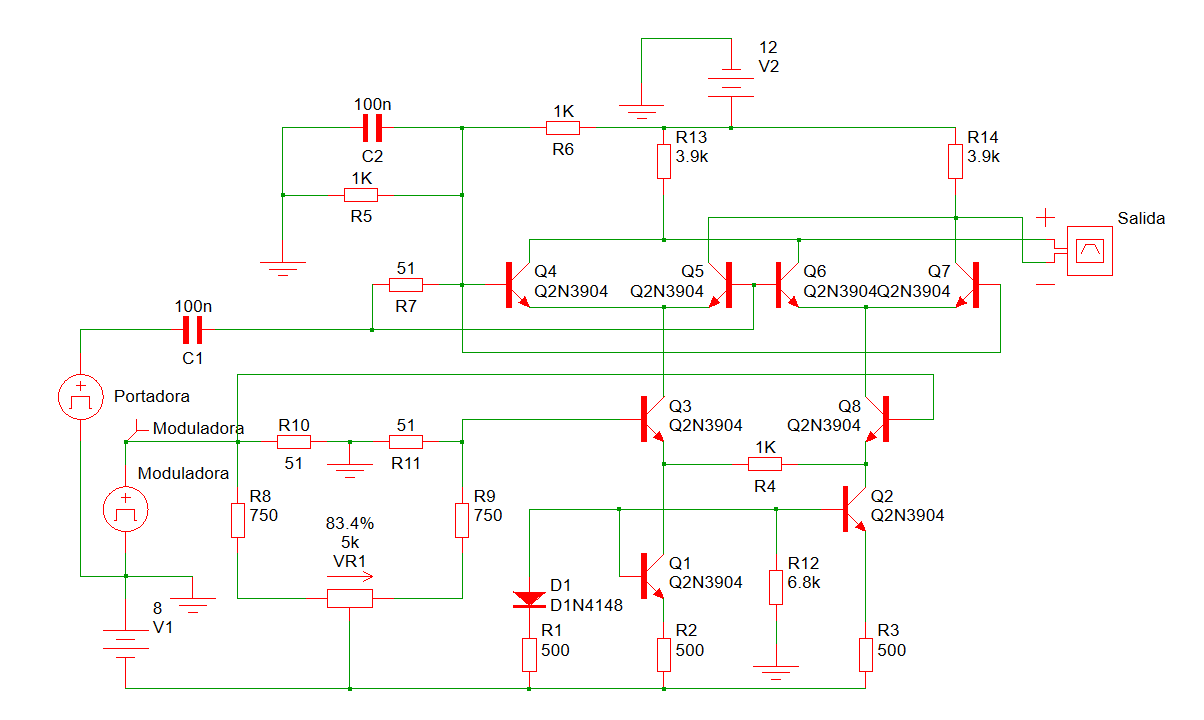 12
V2
100n
C2
1K
R6
R13
3.9k
R14
3.9k
1K
R5
Salida
51
R7
Q4
Q2N3904
Q5
Q2N3904
Q6
Q2N3904
Q7
Q2N3904
100n
C1
Portadora
Moduladora
R10
51
51
R11
Q3
Q2N3904
Q8
Q2N3904
1K
R4
Moduladora
R8
750
R9
750
83.4%
5k
VR1
Q2
Q2N3904
Q1
Q2N3904
R12
6.8k
D1
D1N4148
8
V1
R1
500
R2
500
R3
500